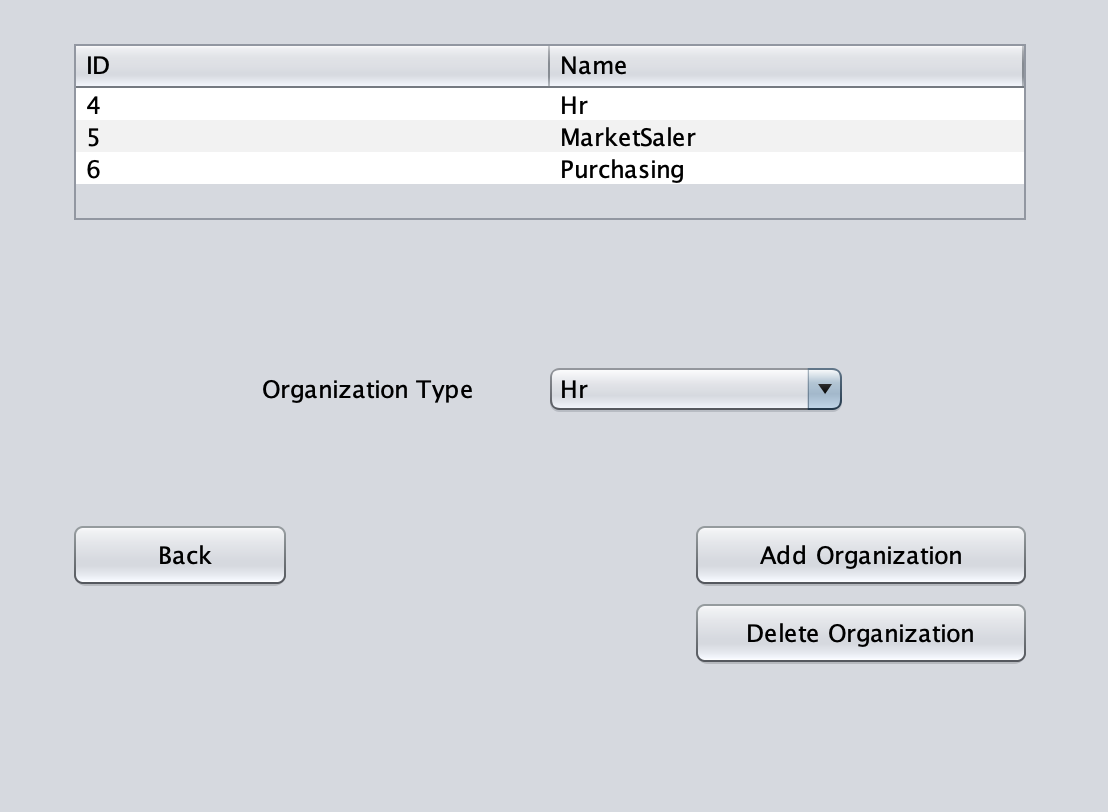 ID Name
4 Hr
5 MarketSaler
6 Purchasing
Organization Type Hr
Back Add Organization
Delete Organization